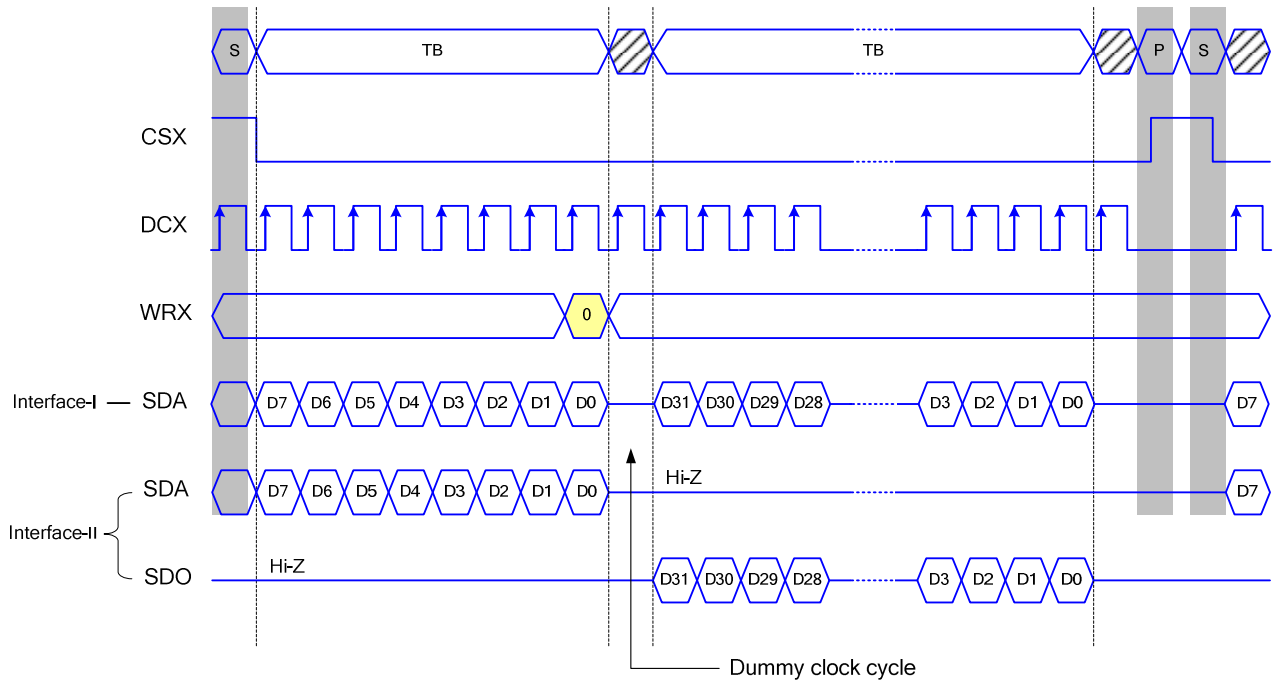 S TB TB P S
CSX
DCX
WRX 0
Interface-I SDA D7 D6 D5 D4 D3 D2 D1 D0 D31 D30 D29 D28 D3 D2 D1 D0 D7
SDA D7 D6 D5 D4 D3 D2 D1 D0 Hi-Z D7
Interface-II
SDO Hi-Z D31 D30 D29 D28 D3 D2 D1 D0
Dummy clock cycle